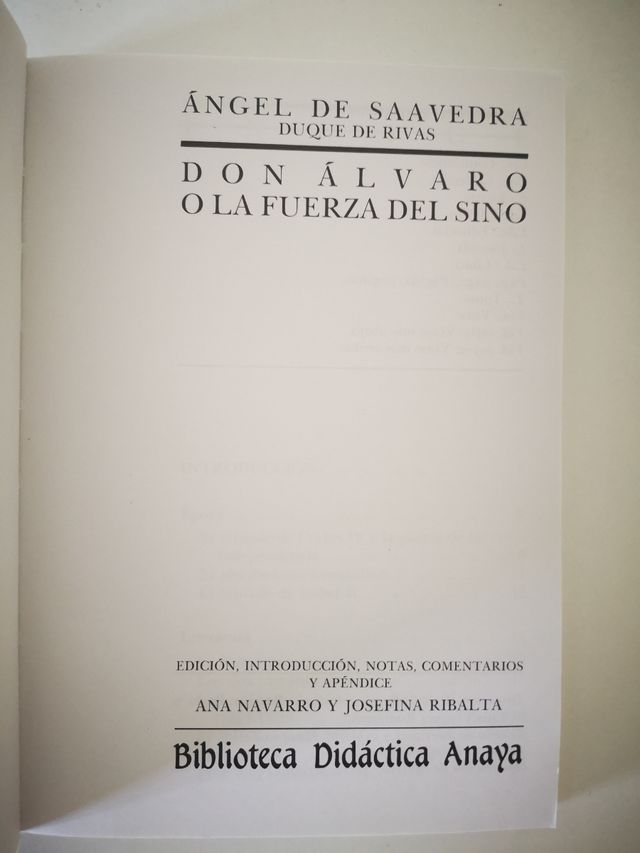 ÁNGEL DE SAAVEDRA
DUQUE DE RIVAS
DON ÁLVARO
O LA FUERZA DEL SINO
EDICIÓN, INTRODUCCIÓN, NOTAS, COMENTARIOS
Y APÉNDICE
ANA NAVARRO Y JOSEFINA RIBALTA
Biblioteca Didáctica Anaya